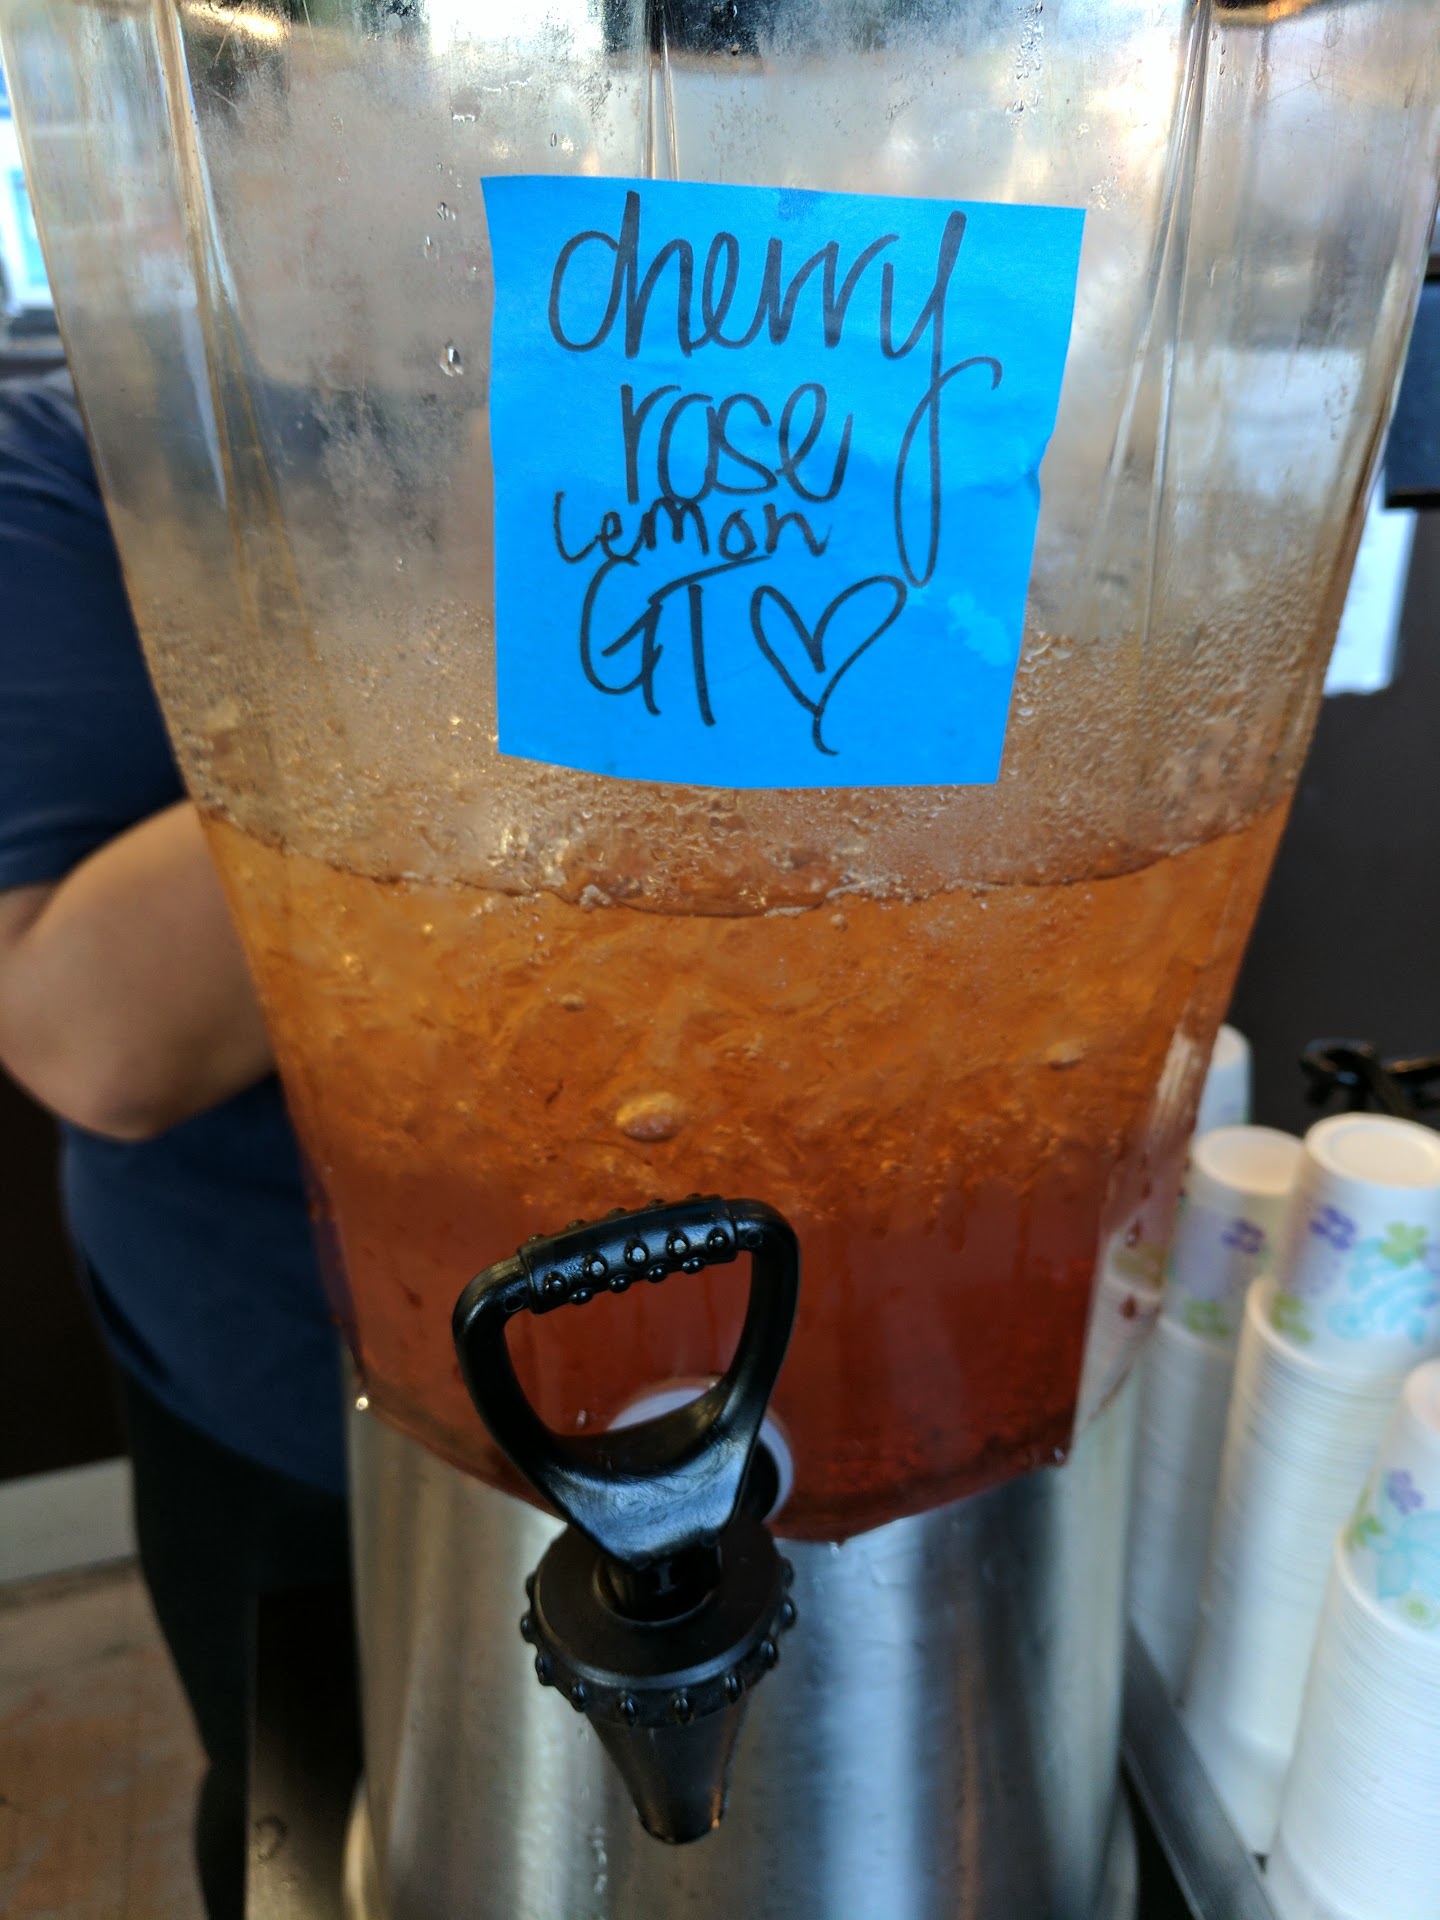 cherry
rose
Lemon
GT ♡